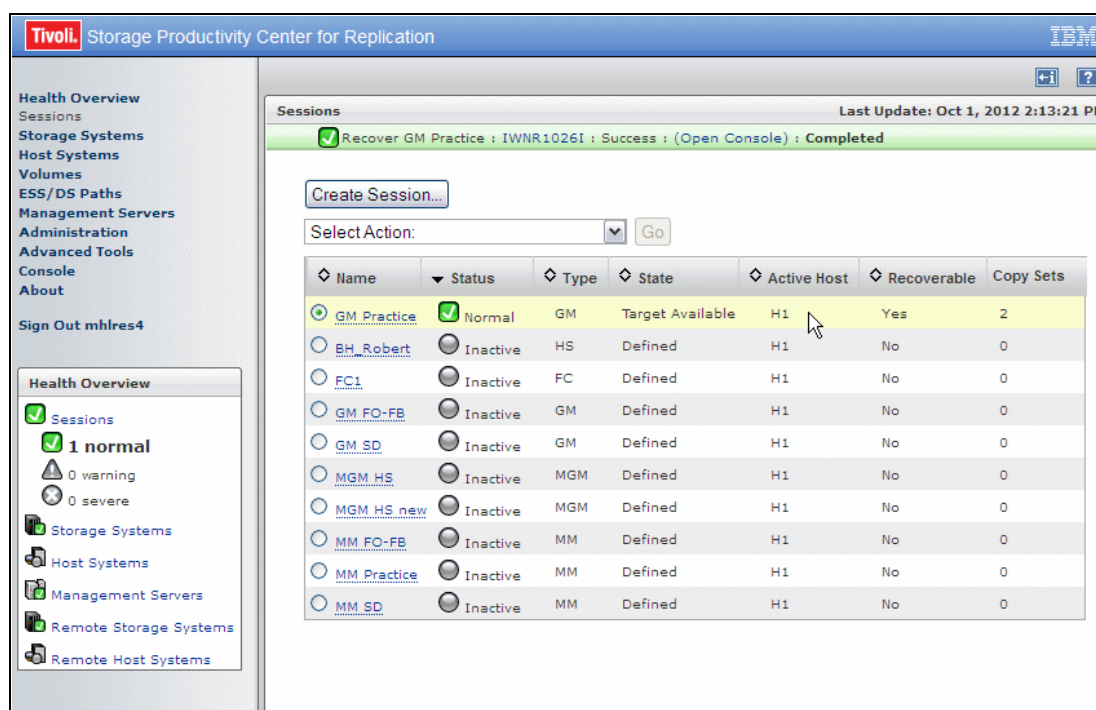 Tivoli. Storage Productivity Center for Replication IBM
Health Overview
Sessions
Storage Systems
Host Systems
Volumes
ESS/DS Paths
Management Servers
Administration
Advanced Tools
Console
About
Sign Out mhlres4
Health Overview
Sessions
1 normal
0 warning
0 severe
Storage Systems
Host Systems
Management Servers
Remote Storage Systems
Remote Host Systems
?
Sessions Last Update: Oct 1, 2012 2:13:21 P
Recover GM Practice : IWNR1026I : Success : (Open Console) : Completed
Create Session...
Select Action: Go
Name Status Type State Active Host Recoverable Copy Sets
GM Practice Normal GM Target Available H1 Yes 2
BH_Robert Inactive HS Defined H1 No 0
FC1 Inactive FC Defined H1 No 0
GM FO-FB Inactive GM Defined H1 No 0
GM SD Inactive GM Defined H1 No 0
MGM HS Inactive MGM Defined H1 No 0
MGM HS new Inactive MGM Defined H1 No 0
MM FO-FB Inactive MM Defined H1 No 0
MM Practice Inactive MM Defined H1 No 0
MM SD Inactive MM Defined H1 No 0